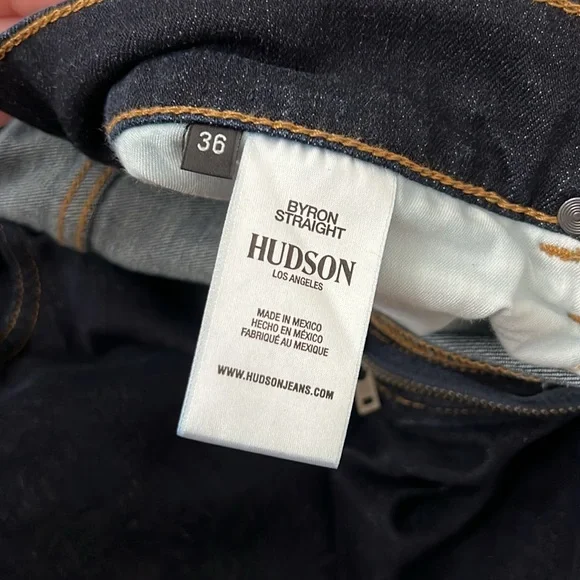 36
BYRON
STRAIGHT
HUDSON
LOS ANGELES
MADE IN MEXICO
HECHO EN MÉXICO
FABRIQUÉ AU MEXIQUE
WWW.HUDSONJEANS.COM